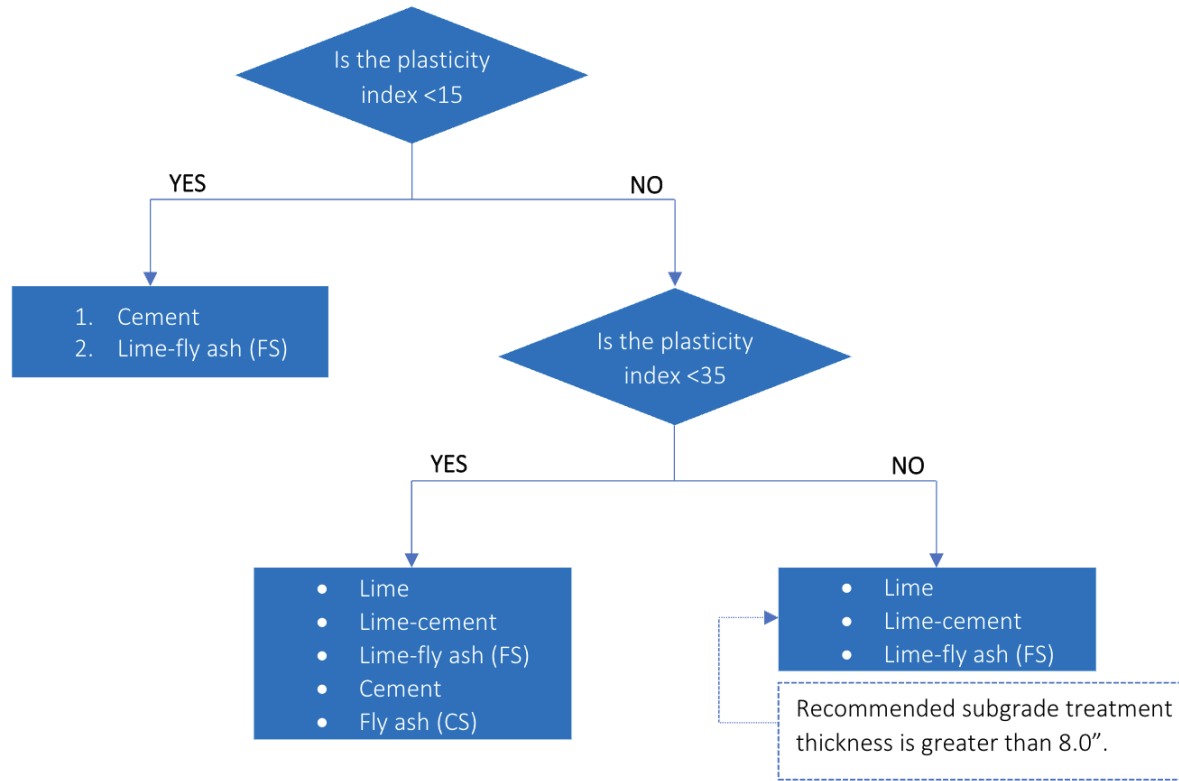 Is the plasticity
index <15
YES
NO
1. Cement
2. Lime-fly ash (FS)
Is the plasticity
index <35
YES
NO
• Lime
• Lime-cement
• Lime-fly ash (FS)
• Cement
• Fly ash (CS)
• Lime
• Lime-cement
• Lime-fly ash (FS)
Recommended subgrade treatment
thickness is greater than 8.0”.